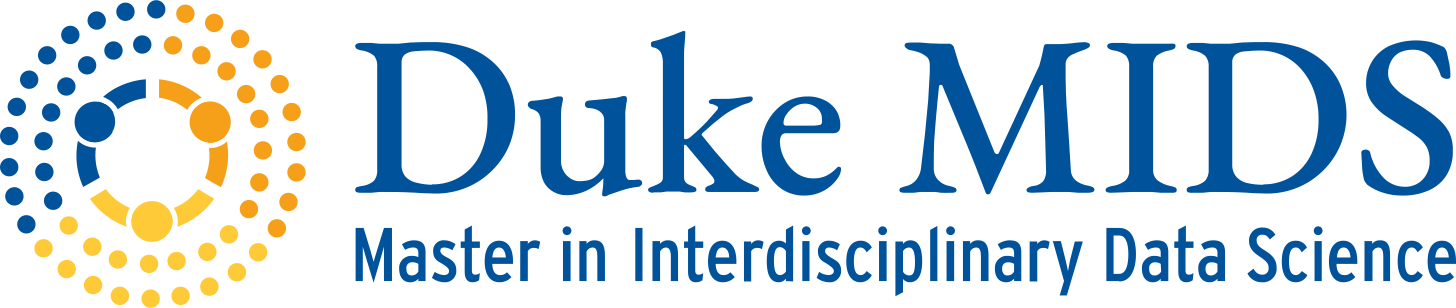 Duke MIDS
Master in Interdisciplinary Data Science